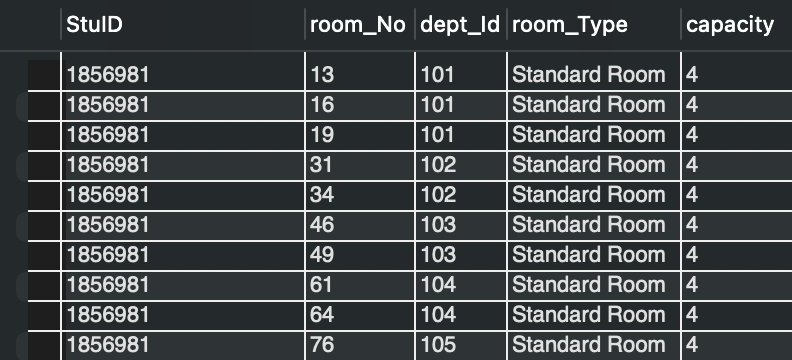 StuID room_No dept_Id room_Type capacity
1856981 13 101 Standard Room 4
1856981 16 101 Standard Room 4
1856981 19 101 Standard Room 4
1856981 31 102 Standard Room 4
1856981 34 102 Standard Room 4
1856981 46 103 Standard Room 4
1856981 49 103 Standard Room 4
1856981 61 104 Standard Room 4
1856981 64 104 Standard Room 4
1856981 76 105 Standard Room 4